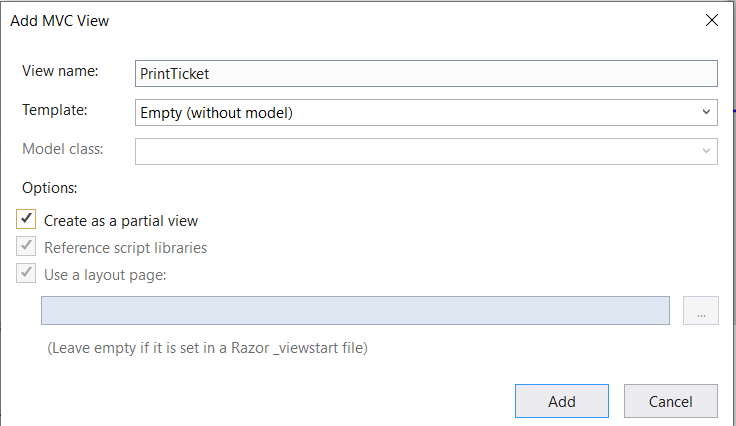 Add MVC View
View name: PrintTicket
Template: Empty (without model)
Model class:
Options:
Create as a partial view
Reference script libraries
Use a layout page:
...
(Leave empty if it is set in a Razor _viewstart file)
Add Cancel